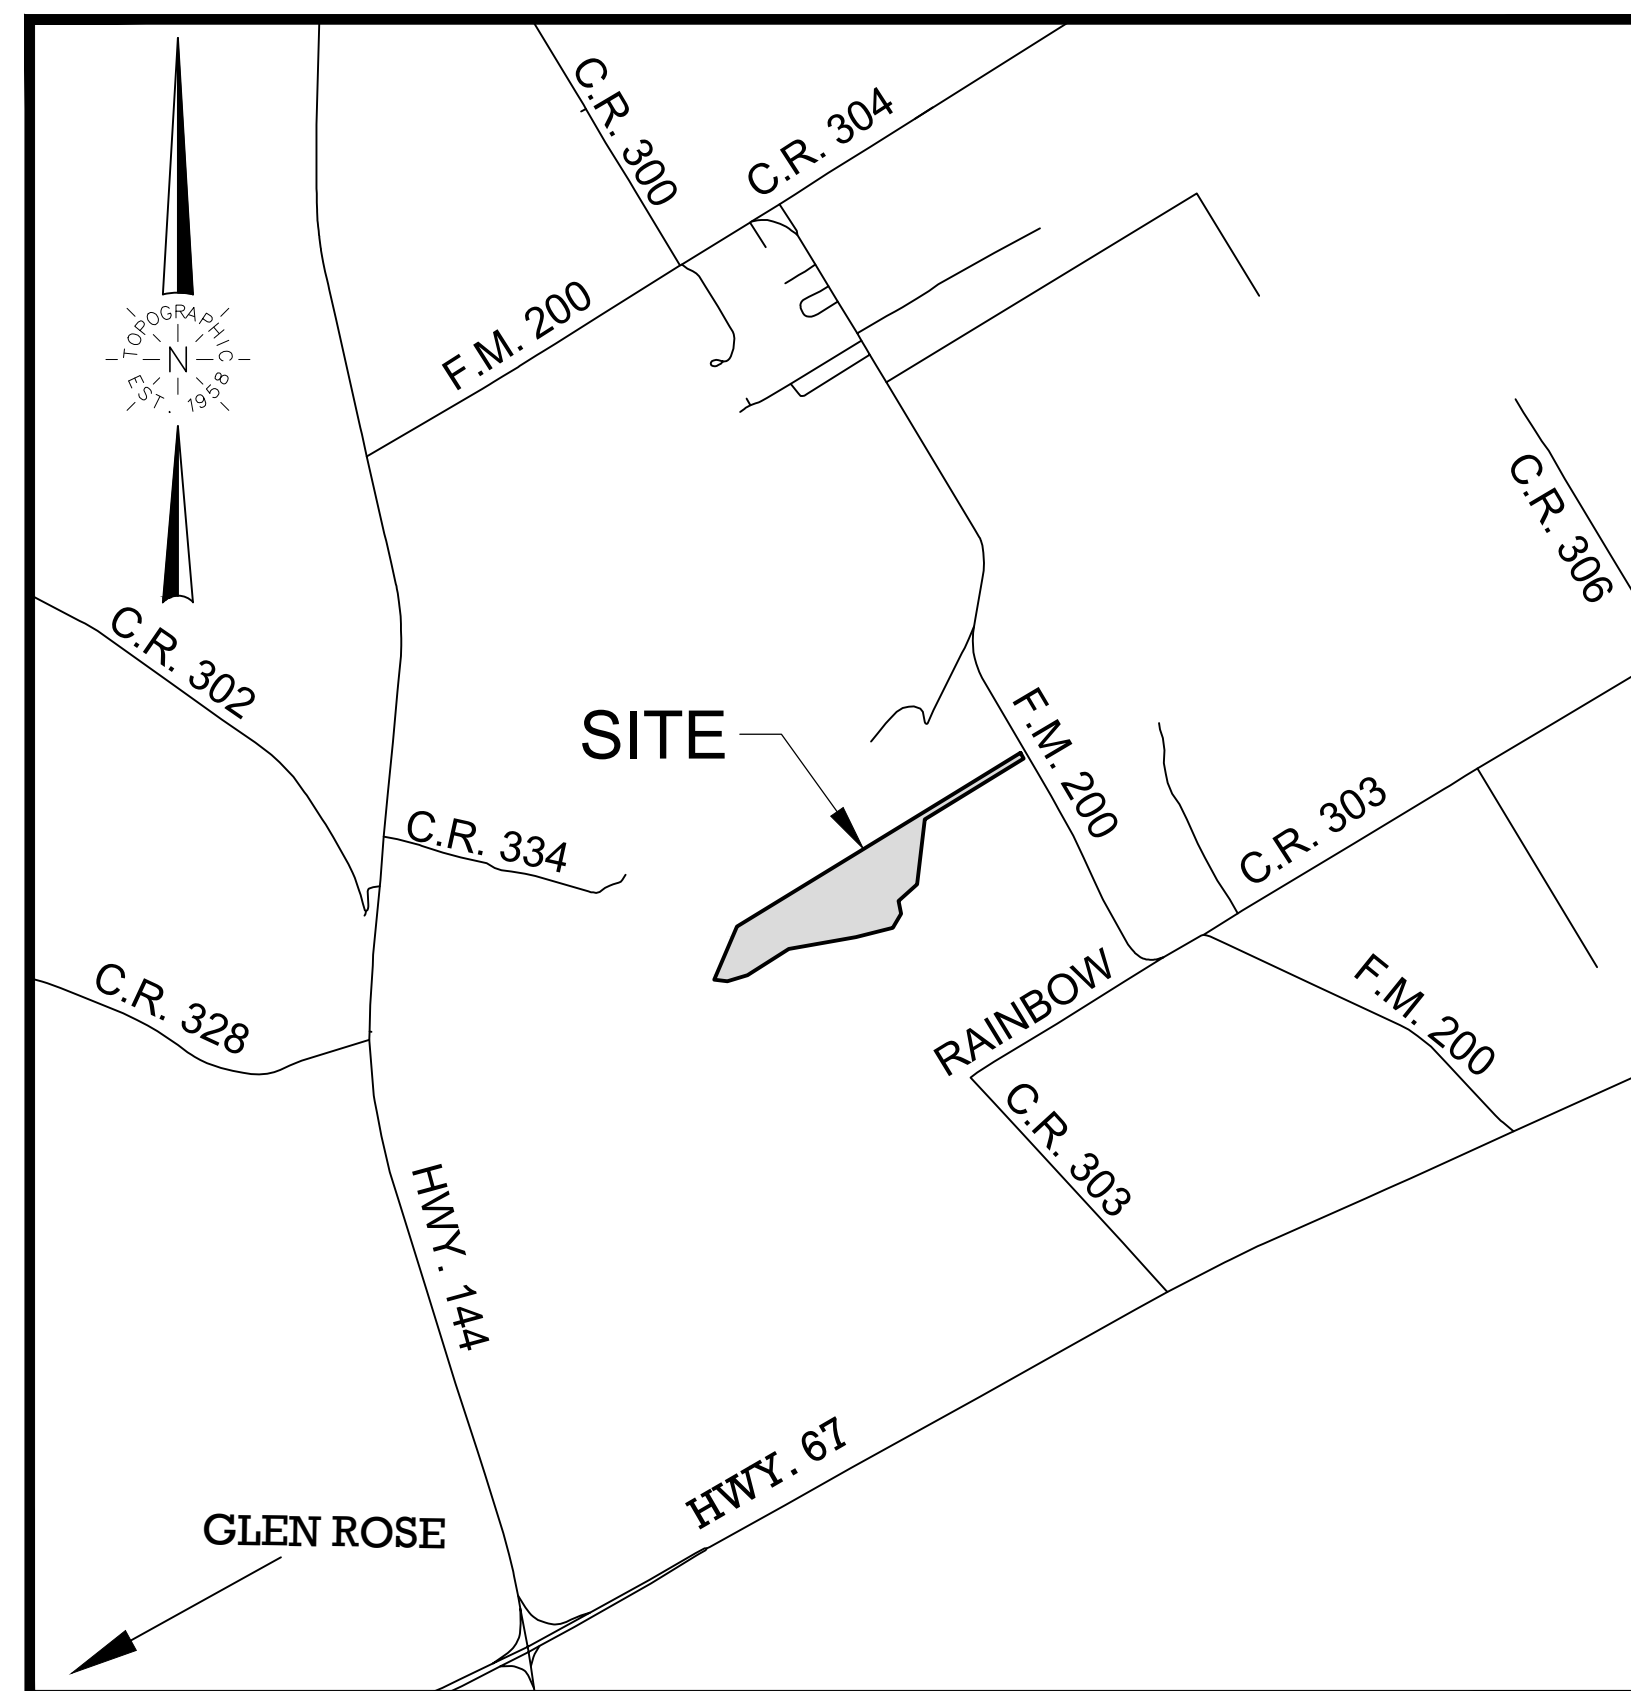 C.R. 300
C.R. 304
F.M. 200
TOPOGRAPHIC
N
EST. 1958
C.R. 306
C.R. 302
SITE
F.M. 200
C.R. 334
C.R. 303
C.R. 328
RAINBOW
F.M. 200
C.R. 303
HWY. 144
HWY. 67
GLEN ROSE